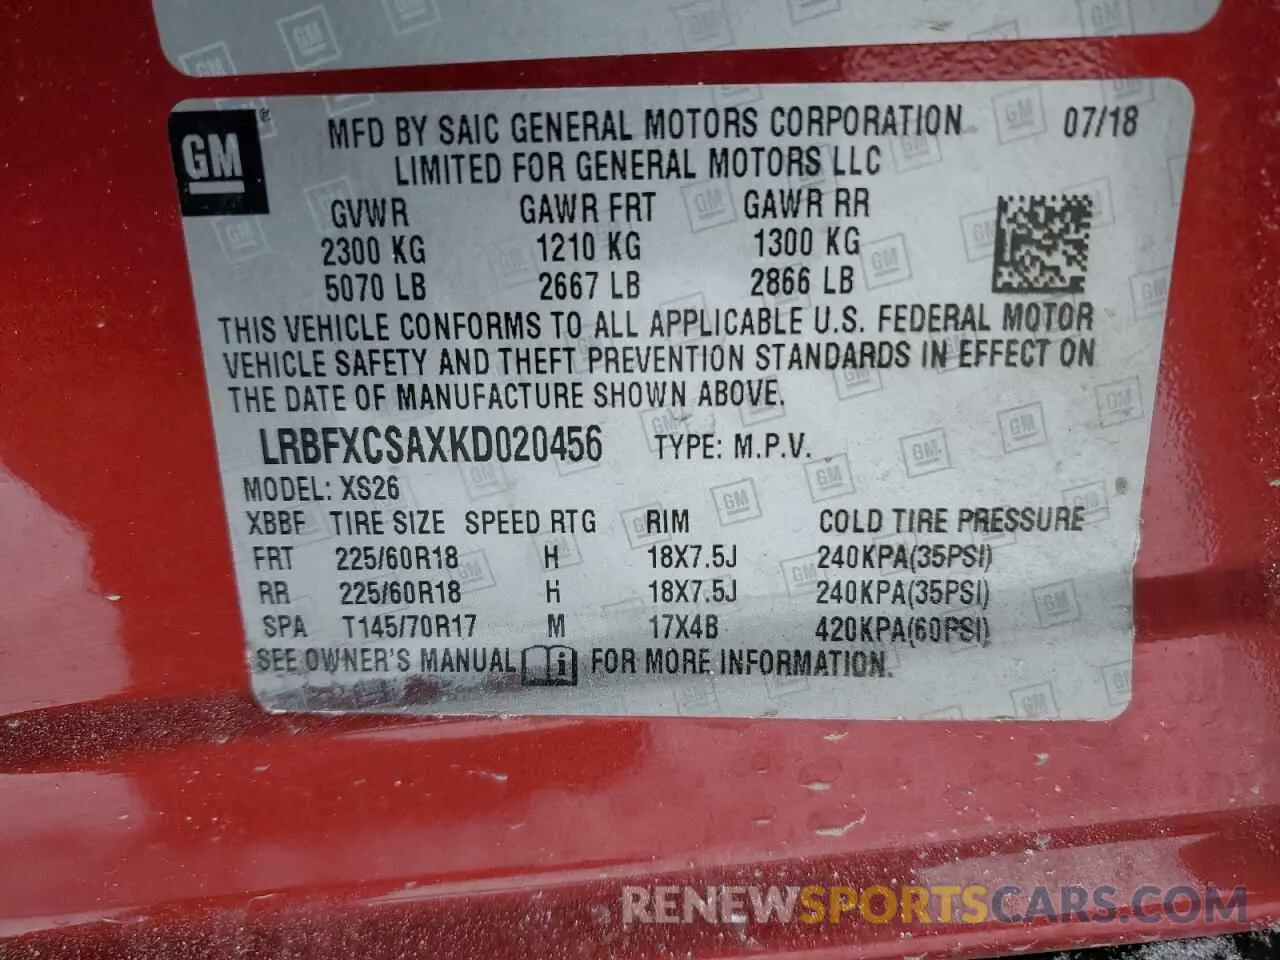 GM
MFD BY SAIC GENERAL MOTORS CORPORATION 07/18
LIMITED FOR GENERAL MOTORS LLC
GVWR GAWR FRT GAWR RR
2300 KG 1210 KG 1300 KG
5070 LB 2667 LB 2866 LB
THIS VEHICLE CONFORMS TO ALL APPLICABLE U.S. FEDERAL MOTOR
VEHICLE SAFETY AND THEFT PREVENTION STANDARDS IN EFFECT ON
THE DATE OF MANUFACTURE SHOWN ABOVE.
LRBFXCSAXKD020456 TYPE: M.P.V.
MODEL: XS26
XBBF TIRE SIZE SPEED RTG RIM COLD TIRE PRESSURE
FRT 225/60R18 H 18X7.5J 240KPA(35PSI)
RR 225/60R18 H 18X7.5J 240KPA(35PSI)
SPA T145/70R17 M 17X4B 420KPA(60PSI)
SEE OWNER'S MANUAL i FOR MORE INFORMATION.
RENEWSPORTSCARS.COM